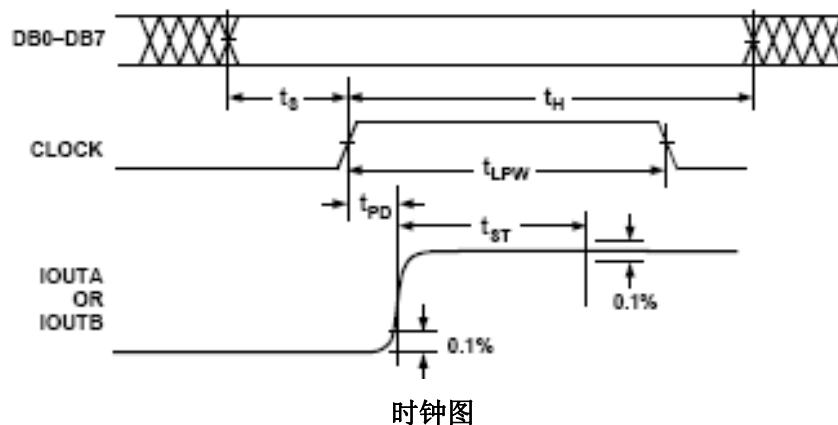 DB0–DB7
tS
tH
CLOCK
tLPW
tPD
tST
IOUTA
OR
IOUTB
0.1%
0.1%
时钟图